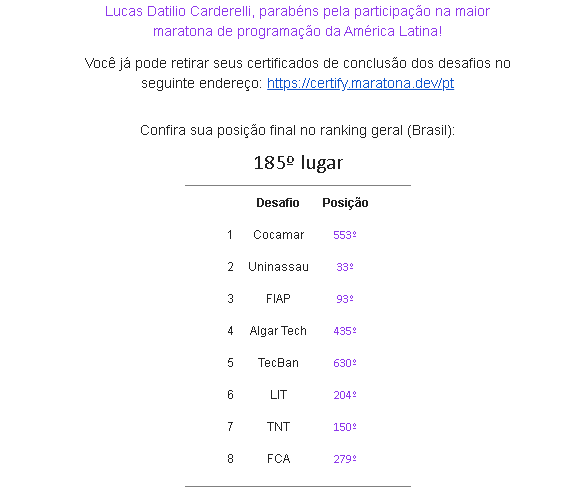 Lucas Datilio Carderelli, parabéns pela participação na maior
maratona de programação da América Latina!
Você já pode retirar seus certificados de conclusão dos desafios no
seguinte endereço: https://certify.maratona.dev/pt
Confira sua posição final no ranking geral (Brasil):
185º lugar
Desafio Posição
1 Cocamar 553º
2 Uninassau 33º
3 FIAP 93º
4 Algar Tech 435º
5 TecBan 630º
6 LIT 204º
7 TNT 150º
8 FCA 279º